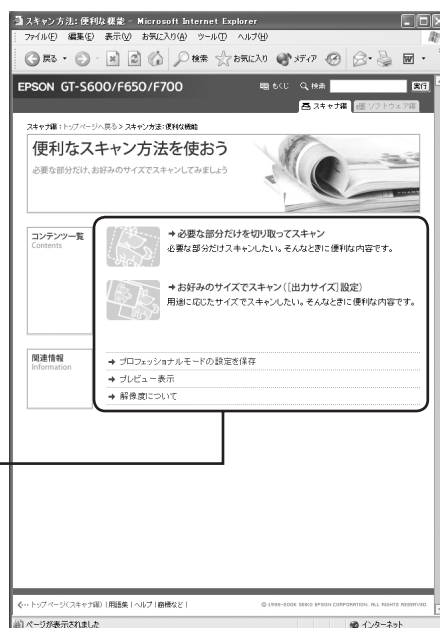 スキャン方法: 便利な機能 - Microsoft Internet Explorer
ファイル(F) 編集(E) 表示(V) お気に入り(A) ツール(T) ヘルプ(H)
戻る 検索 お気に入り メディア
EPSON GT-S600/F650/F700 もくじ 検索 実行
スキャナ編 ソフトウェア編
スキャナ編:トップページへ戻る > スキャン方法:便利な機能
便利なスキャン方法を使おう
必要な部分だけ、お好みのサイズでスキャンしてみましょう
コンテンツ一覧
Contents
➔必要な部分だけを切り取ってスキャン
必要な部分だけスキャンしたい。そんなときに便利な内容です。
➔お好みのサイズでスキャン([出力サイズ]設定)
用途に応じたサイズでスキャンしたい。そんなときに便利な内容です。
関連情報
Information
➔ プロフェッショナルモードの設定を保存
➔ プレビュー表示
➔ 解像度について
トップページ(スキャナ編) | 用語集 | ヘルプ | 商標など |
© 1995-2006 SEIKO EPSON CORPORATION. ALL RIGHTS RESERVED.
ページが表示されました インターネット